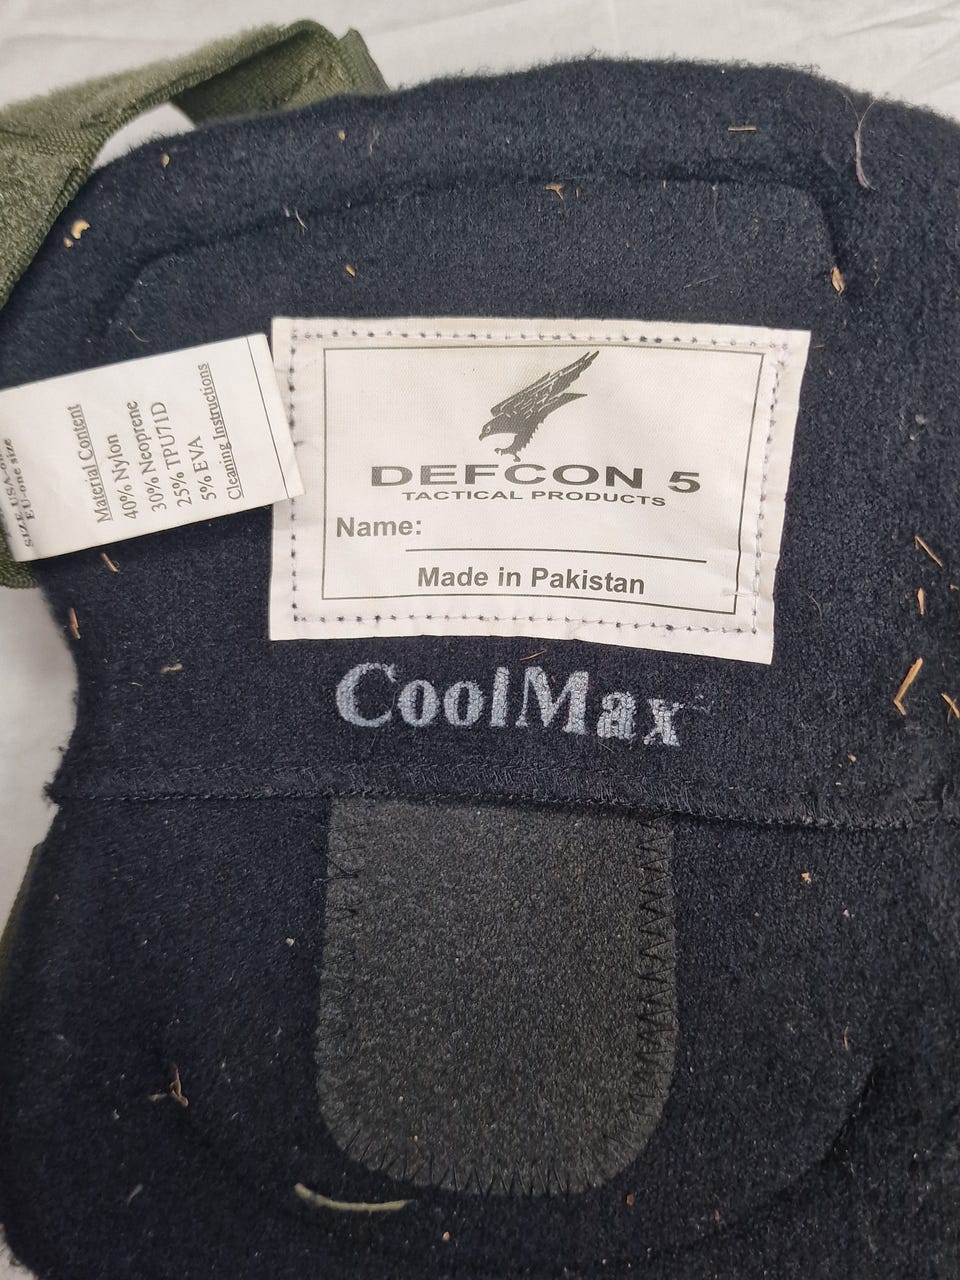 DEFCON 5
TACTICAL PRODUCTS
Name:
Made in Pakistan
CoolMax
EU-one size
Material Content
40% Nylon
30% Neoprene
25% TPU71D
5% EVA
Cleaning Instructions